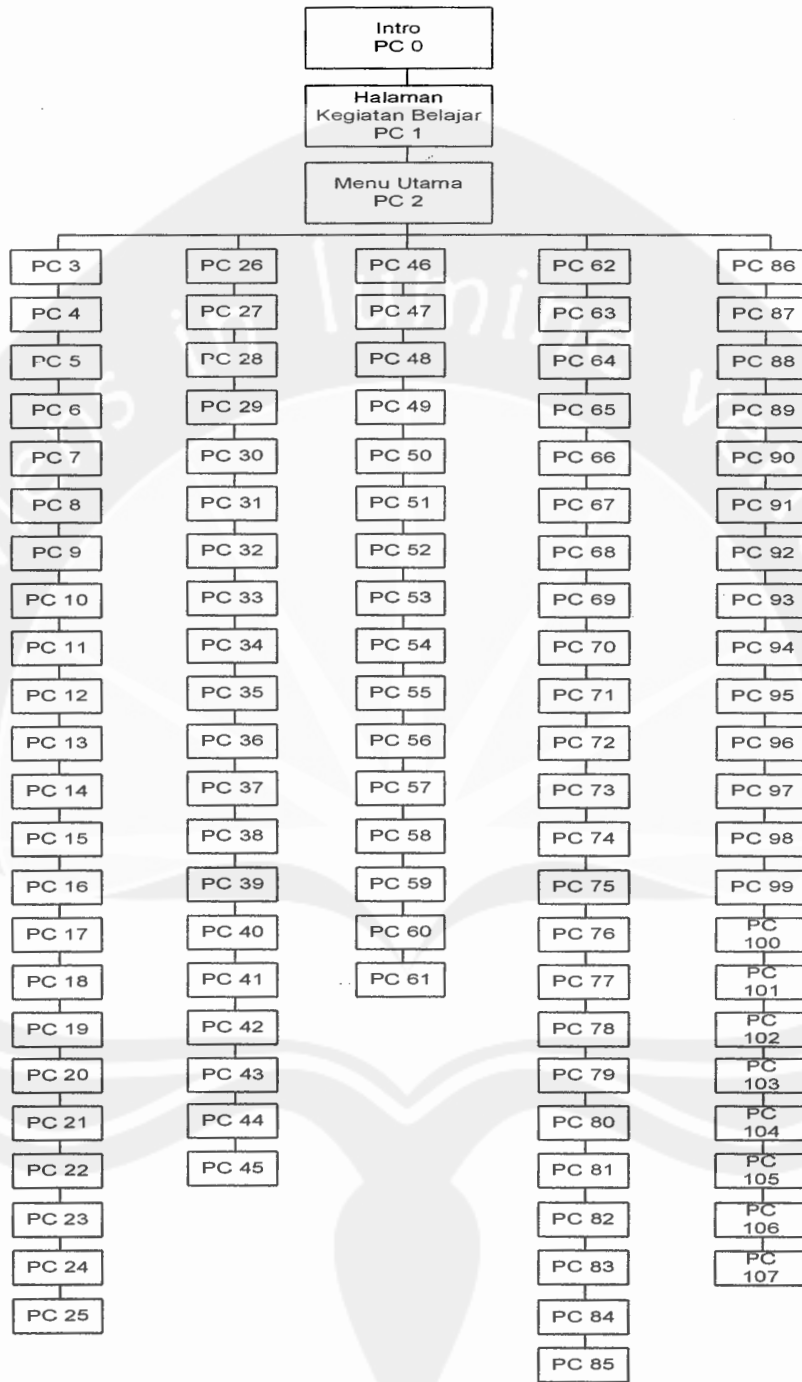 Intro
PC 0
Halaman
Kegiatan Belajar
PC 1
Menu Utama
PC 2
PC 3
PC 4
PC 5
PC 6
PC 7
PC 8
PC 9
PC 10
PC 11
PC 12
PC 13
PC 14
PC 15
PC 16
PC 17
PC 18
PC 19
PC 20
PC 21
PC 22
PC 23
PC 24
PC 25
PC 26
PC 27
PC 28
PC 29
PC 30
PC 31
PC 32
PC 33
PC 34
PC 35
PC 36
PC 37
PC 38
PC 39
PC 40
PC 41
PC 42
PC 43
PC 44
PC 45
PC 46
PC 47
PC 48
PC 49
PC 50
PC 51
PC 52
PC 53
PC 54
PC 55
PC 56
PC 57
PC 58
PC 59
PC 60
PC 61
PC 62
PC 63
PC 64
PC 65
PC 66
PC 67
PC 68
PC 69
PC 70
PC 71
PC 72
PC 73
PC 74
PC 75
PC 76
PC 77
PC 78
PC 79
PC 80
PC 81
PC 82
PC 83
PC 84
PC 85
PC 86
PC 87
PC 88
PC 89
PC 90
PC 91
PC 92
PC 93
PC 94
PC 95
PC 96
PC 97
PC 98
PC 99
PC
100
PC
101
PC
102
PC
103
PC
104
PC
105
PC
106
PC
107
in lumine